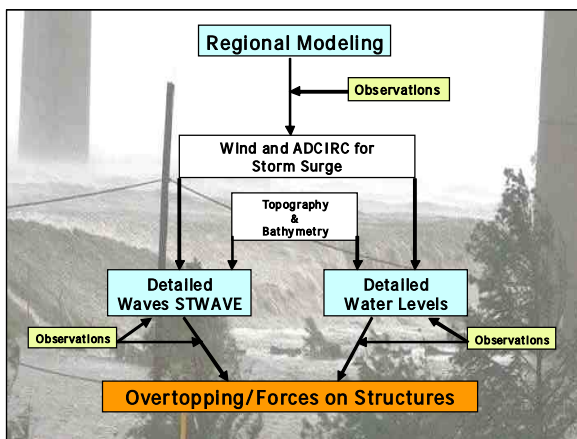 Regional Modeling
Observations
Wind and ADCIRC for
Storm Surge
Topography
&
Bathymetry
Detailed
Waves STWAVE
Detailed
Water Levels
Observations
Observations
Overtopping/Forces on Structures